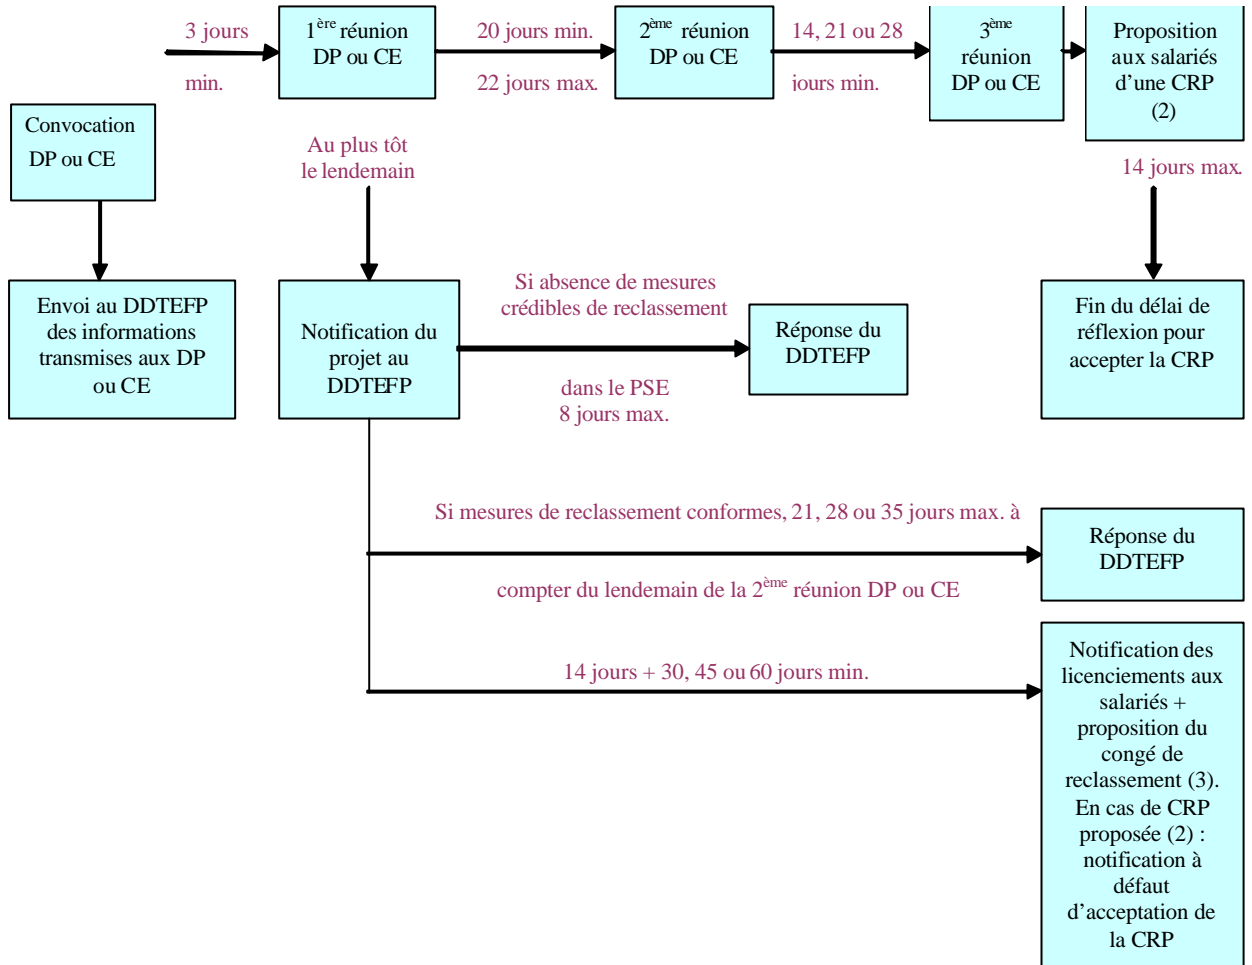 3 jours
min.
1ère réunion
DP ou CE
20 jours min.
22 jours max.
2ème réunion
DP ou CE
14, 21 ou 28
jours min.
3ème
réunion
DP ou CE
Proposition
aux salariés
d’une CRP
(2)
Convocation
DP ou CE
Au plus tôt
le lendemain
14 jours max.
Envoi au DDTEFP
des informations
transmises aux DP
ou CE
Notification du
projet au
DDTEFP
Si absence de mesures
crédibles de reclassement
dans le PSE
8 jours max.
Réponse du
DDTEFP
Fin du délai de
réflexion pour
accepter la CRP
Si mesures de reclassement conformes, 21, 28 ou 35 jours max. à
compter du lendemain de la 2ème réunion DP ou CE
Réponse du
DDTEFP
14 jours + 30, 45 ou 60 jours min.
Notification des
licenciements aux
salariés +
proposition du
congé de
reclassement (3).
En cas de CRP
proposée (2) :
notification à
défaut
d’acceptation de
la CRP